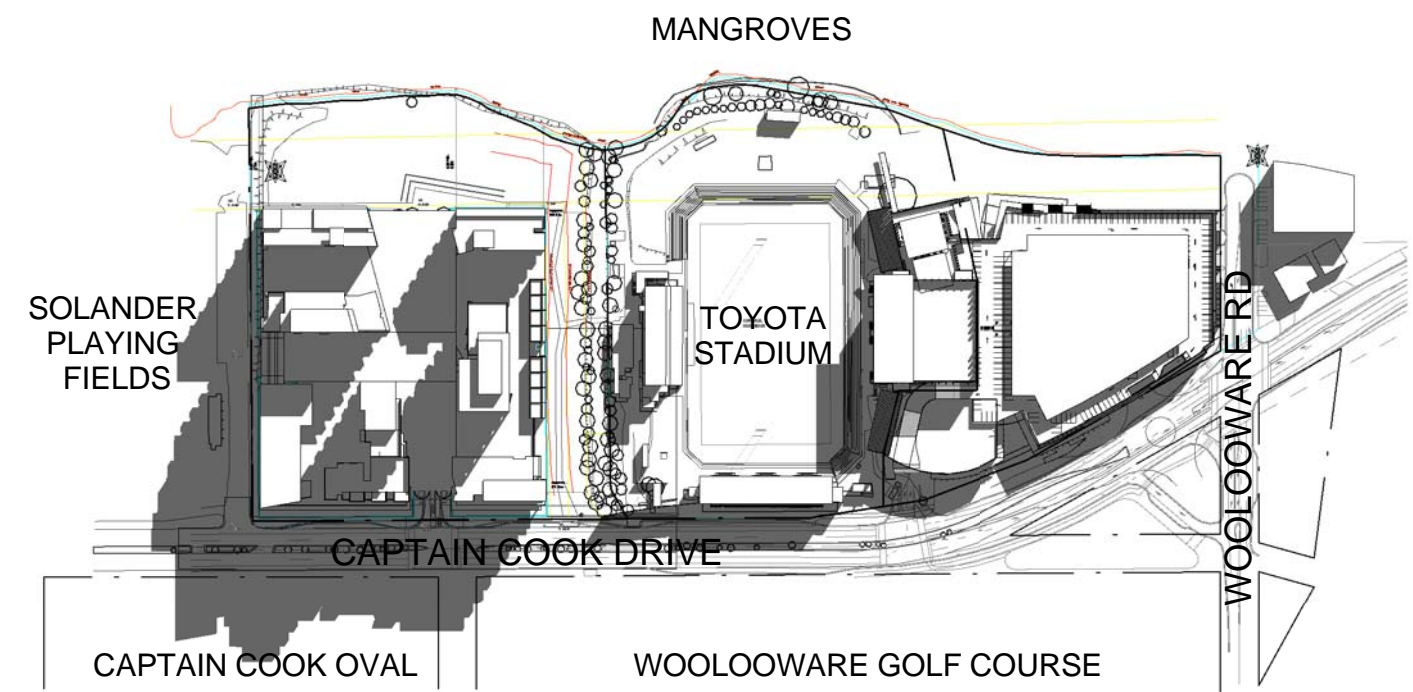 MANGROVES
SOLANDER
PLAYING
FIELDS
TOYOTA
STADIUM
WOOLOOWARE RD
CAPTAIN COOK DRIVE
CAPTAIN COOK OVAL
WOOLOOWARE GOLF COURSE